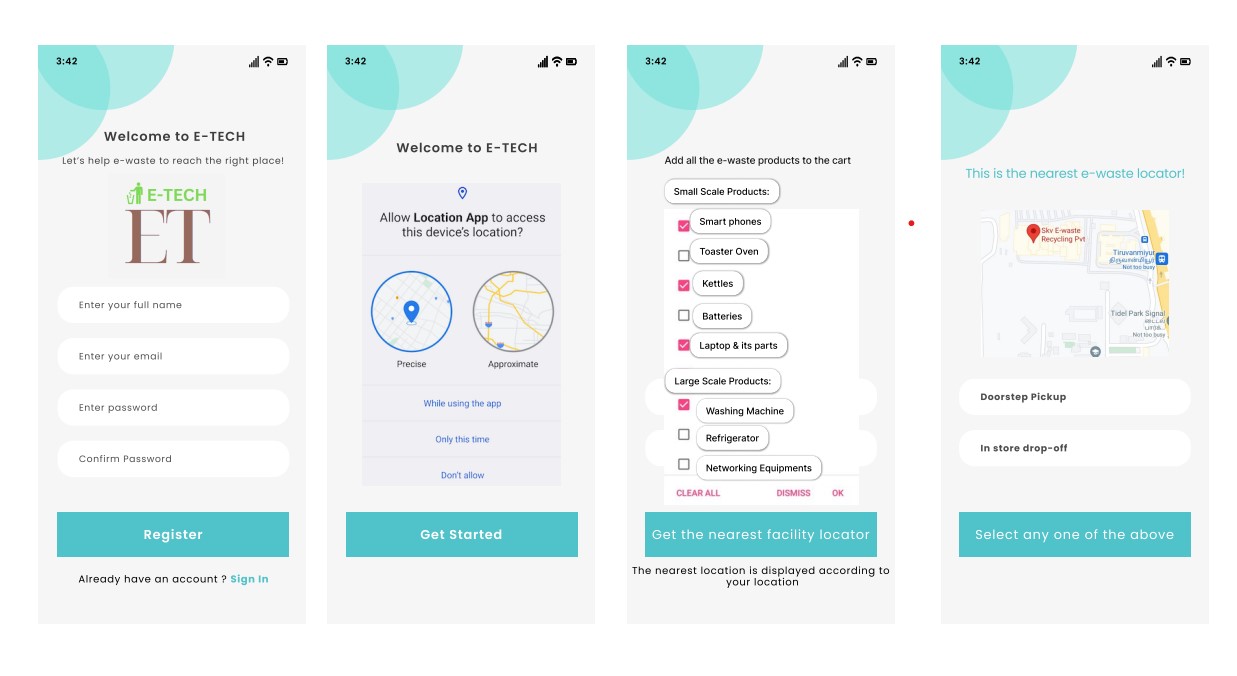 3:42
Welcome to E-TECH
Let's help e-waste to reach the right place!
E-TECH
ET
Enter your full name
Enter your email
Enter password
Confirm Password
Register
Already have an account ? Sign In
3:42
Welcome to E-TECH
Allow Location App to access
this device's location?
Precise
Approximate
While using the app
Only this time
Don't allow
Get Started
3:42
Add all the e-waste products to the cart
Small Scale Products:
Smart phones
Toaster Oven
Kettles
Batteries
Laptop & its parts
Large Scale Products:
Washing Machine
Refrigerator
Networking Equipments
CLEAR ALL
DISMISS
OK
Get the nearest facility locator
The nearest location is displayed according to
your location
3:42
This is the nearest e-waste locator!
Skv E-waste
Recycling Pvt
Tiruvanmiyur
திருவான்மியூர்
Not too busy
Tidel Park Signal
Not too busy
Doorstep Pickup
In store drop-off
Select any one of the above